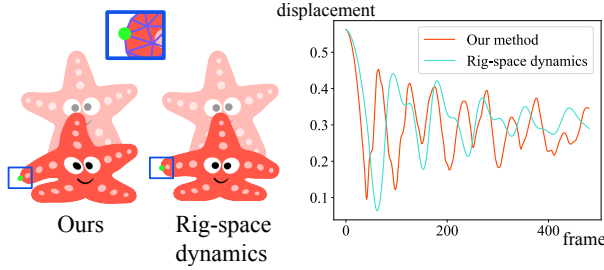 Ours
Rig-space
dynamics
displacement
Our method
Rig-space dynamics
0.5
0.4
0.3
0.2
0.1
0
200
400
frame